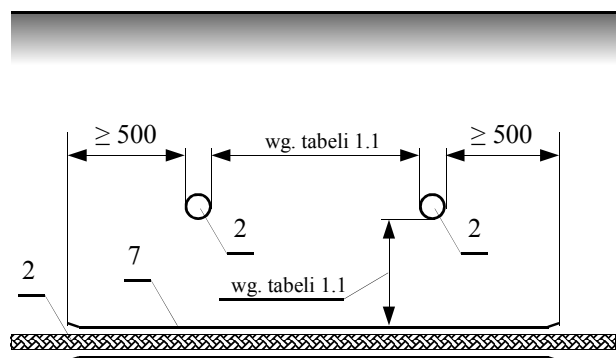 ≥ 500 wg. tabeli 1.1 ≥ 500
2 2
7
2 wg. tabeli 1.1